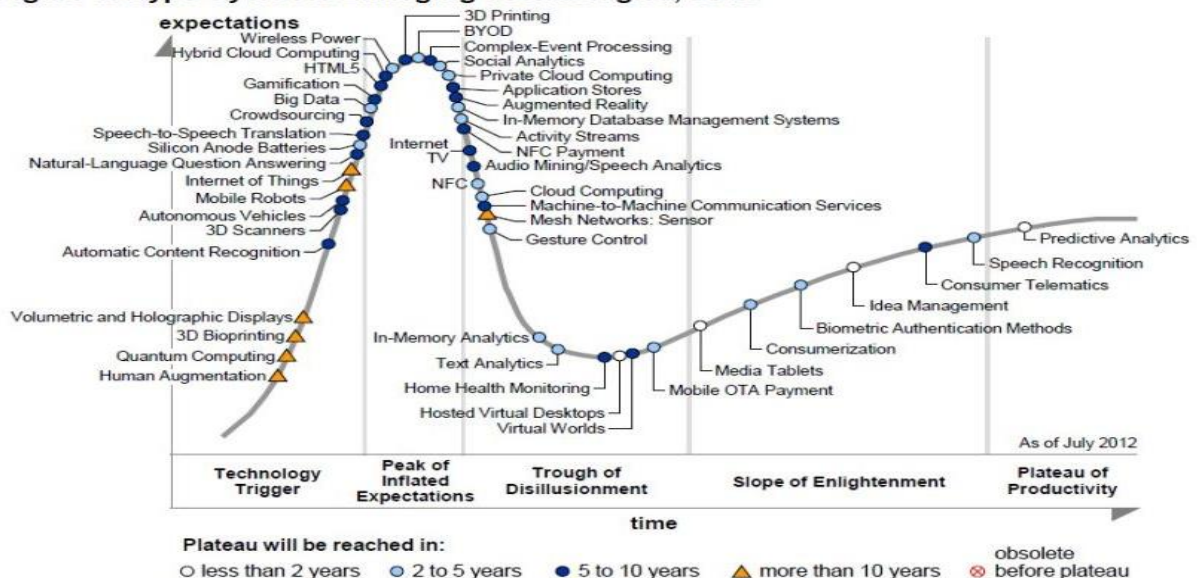 expectations
3D Printing
BYOD
Wireless Power
Complex-Event Processing
Hybrid Cloud Computing
Social Analytics
HTML5
Private Cloud Computing
Gamification
Application Stores
Big Data
Augmented Reality
Crowdsourcing
In-Memory Database Management Systems
Speech-to-Speech Translation
Activity Streams
Silicon Anode Batteries
Internet
TV
NFC Payment
Natural-Language Question Answering
Audio Mining/Speech Analytics
Internet of Things
NFC
Mobile Robots
Cloud Computing
Autonomous Vehicles
Machine-to-Machine Communication Services
3D Scanners
Mesh Networks: Sensor
Automatic Content Recognition
Gesture Control
Predictive Analytics
Speech Recognition
Consumer Telematics
Idea Management
Volumetric and Holographic Displays
Biometric Authentication Methods
3D Bioprinting
In-Memory Analytics
Consumerization
Quantum Computing
Text Analytics
Media Tablets
Human Augmentation
Home Health Monitoring
Mobile OTA Payment
Hosted Virtual Desktops
Virtual Worlds
As of July 2012
Technology
Trigger
Peak of
Inflated
Expectations
Trough of
Disillusionment
Slope of Enlightenment
Plateau of
Productivity
time
Plateau will be reached in:
less than 2 years
2 to 5 years
5 to 10 years
more than 10 years
obsolete
before plateau